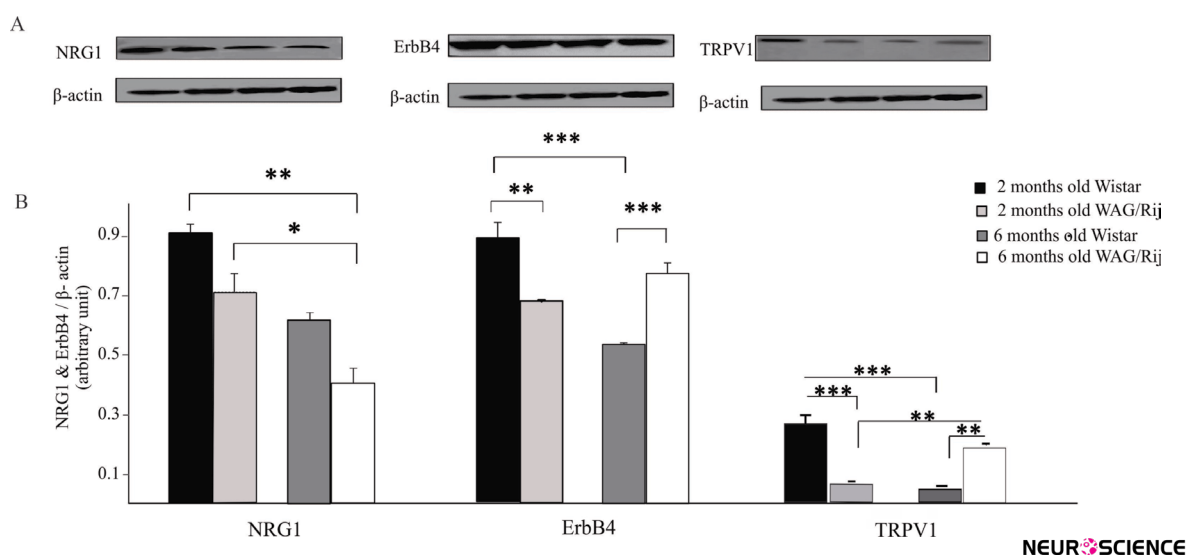 A
NRG1
β-actin
ErbB4
β-actin
TRPV1
β-actin
B
NRG1 & ErbB4 / β- actin
(arbitrary unit)
0.9
0.7
0.5
0.3
0.1
**
*
***
**
***
***
***
**
**
2 months old Wistar
2 months old WAG/Rij
6 months old Wistar
6 months old WAG/Rij
NRG1
ErbB4
TRPV1
NEUROSCIENCE